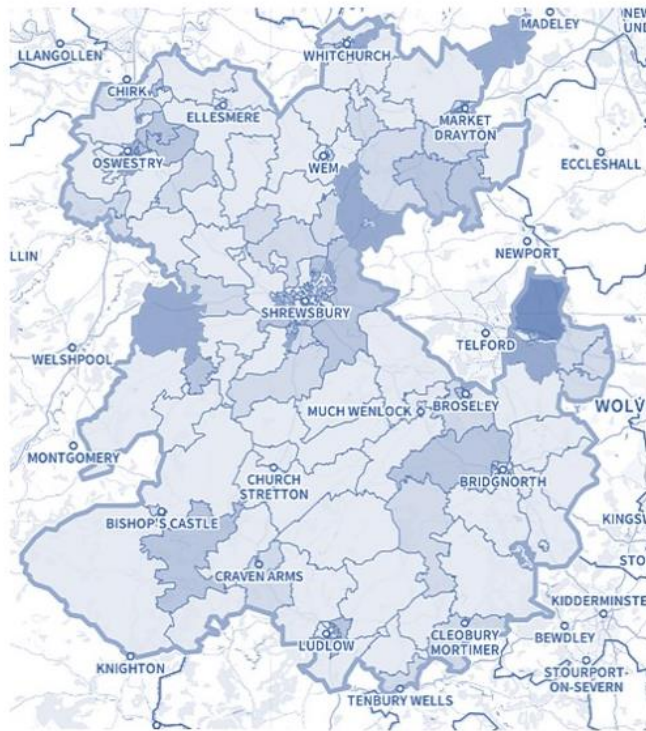 MADELEY
NEW
UND
LLANGOLLEN
WHITCHURCH
CHIRK
ELLESMERE
MARKET
DRAYTON
OSWESTRY
WEM
ECCLESHALL
LLIN
NEWPORT
SHREWSBURY
TELFORD
WELSHPOOL
MUCH WENLOCK
BROSELEY
WOLV
MONTGOMERY
CHURCH
STRETTON
BRIDGNORTH
BISHOP'S CASTLE
KINGSW
STO
CRAVEN ARMS
KIDDERMINSTE
LUDLOW
CLEOBURY
MORTIMER
BEWDLEY
KNIGHTON
STOURPORT
-ON-SEVERN
TENBURY WELLS